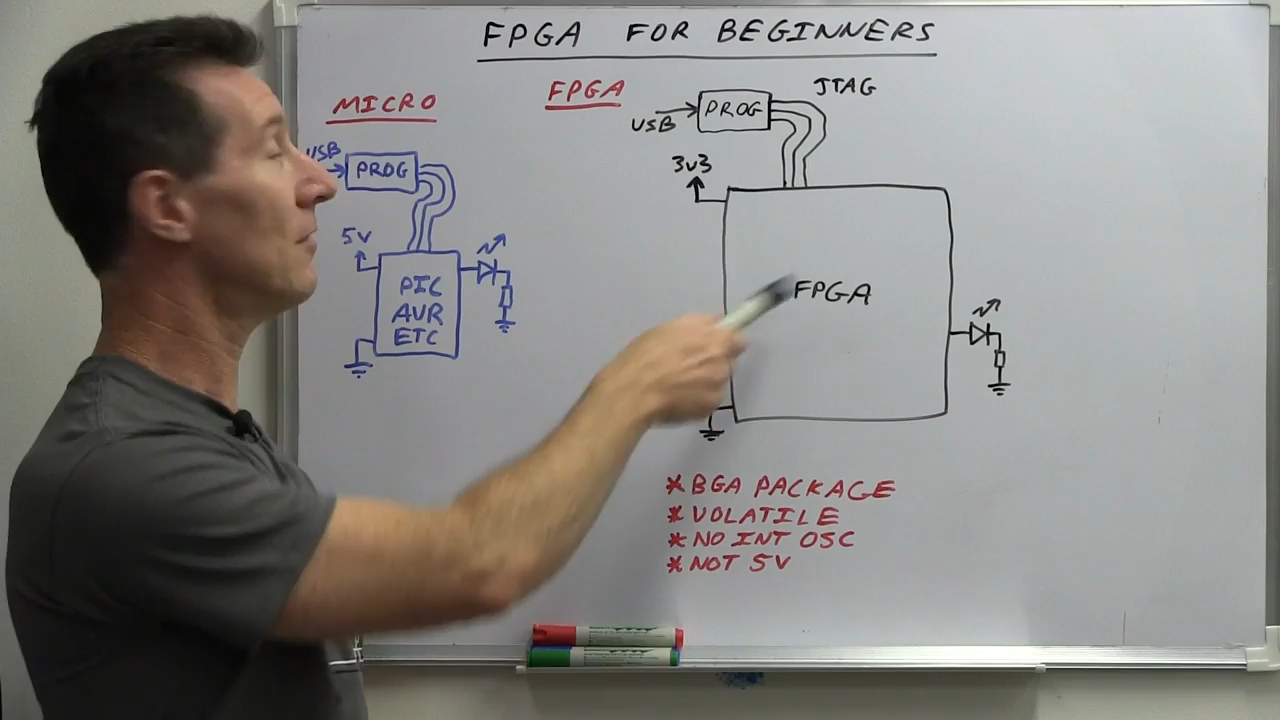 FPGA FOR BEGINNERS
MICRO
USB
PROG
5V
PIC
AVR
ETC
FPGA
USB
PROG
JTAG
3v3
FPGA
* BGA PACKAGE
* VOLATILE
* NO INT OSC
* NOT 5V